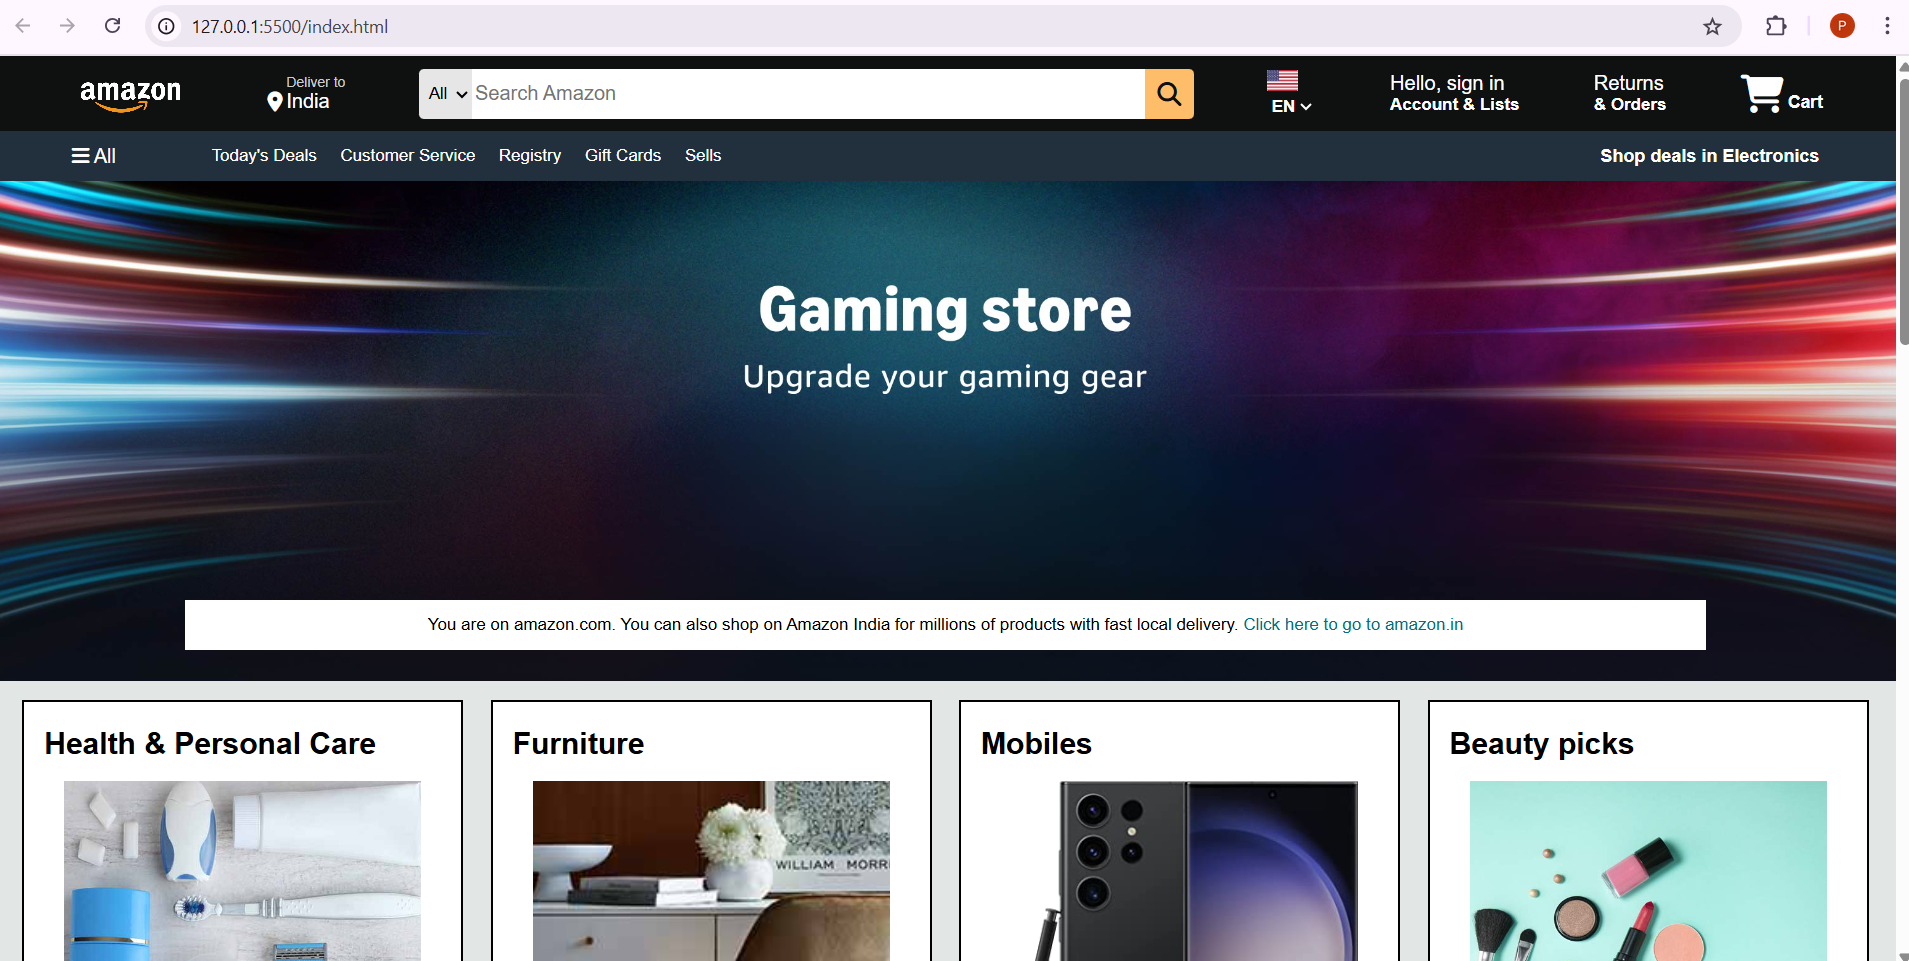 127.0.0.1:5500/index.html
P
amazon
Deliver to
India
All
Search Amazon
EN
Hello, sign in
Account & Lists
Returns
& Orders
Cart
All
Today's Deals
Customer Service
Registry
Gift Cards
Sells
Shop deals in Electronics
Gaming store
Upgrade your gaming gear
You are on amazon.com. You can also shop on Amazon India for millions of products with fast local delivery. Click here to go to amazon.in
Health & Personal Care
Furniture
Mobiles
Beauty picks
WILLIAM MORR